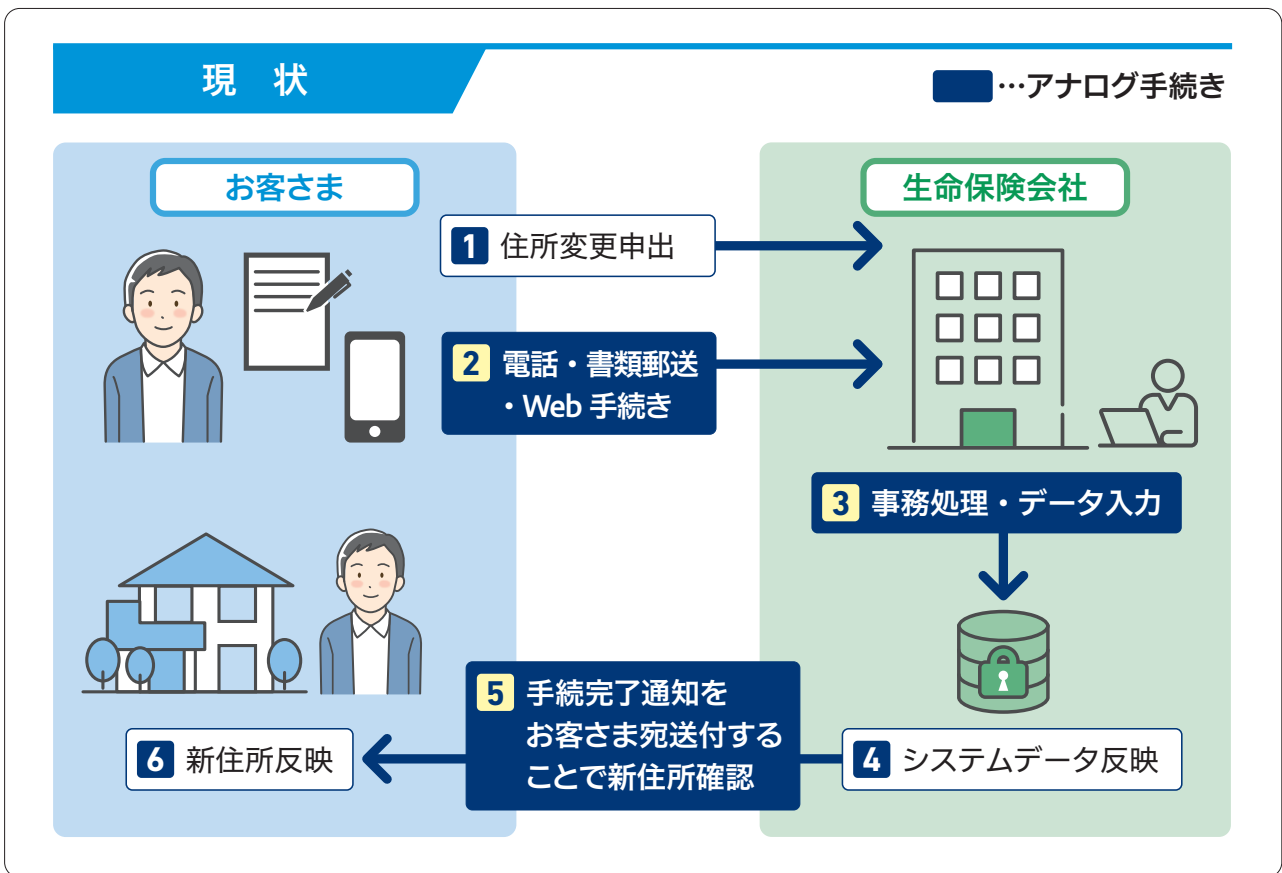 現 状
…アナログ手続き
お客さま
生命保険会社
1 住所変更申出
2 電話・書類郵送
・Web 手続き
3 事務処理・データ入力
4 システムデータ反映
5 手続完了通知を
お客さま宛送付する
ことで新住所確認
6 新住所反映